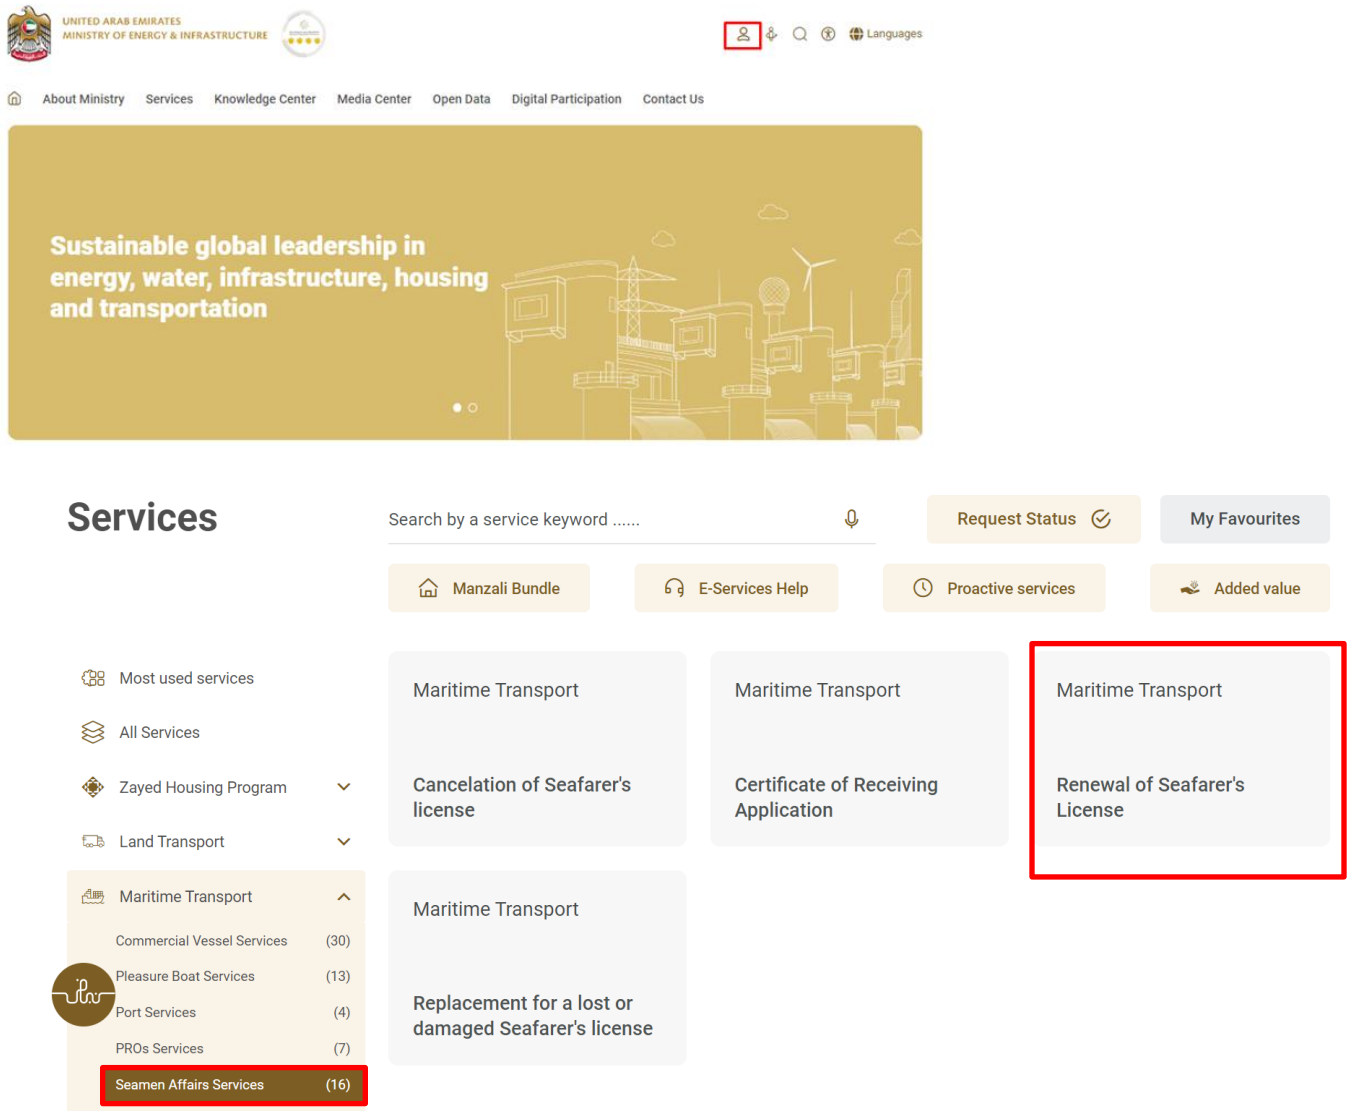 UNITED ARAB EMIRATES
MINISTRY OF ENERGY & INFRASTRUCTURE
Languages
About Ministry
Services
Knowledge Center
Media Center
Open Data
Digital Participation
Contact Us
Sustainable global leadership in
energy, water, infrastructure, housing
and transportation
Services
Search by a service keyword ......
Request Status
My Favourites
Manzali Bundle
E-Services Help
Proactive services
Added value
Most used services
All Services
Zayed Housing Program
Land Transport
Maritime Transport
Commercial Vessel Services (30)
Pleasure Boat Services (13)
Port Services (4)
PROs Services (7)
Seamen Affairs Services (16)
Maritime Transport
Cancelation of Seafarer's
license
Maritime Transport
Certificate of Receiving
Application
Maritime Transport
Renewal of Seafarer's
License
Maritime Transport
Replacement for a lost or
damaged Seafarer's license